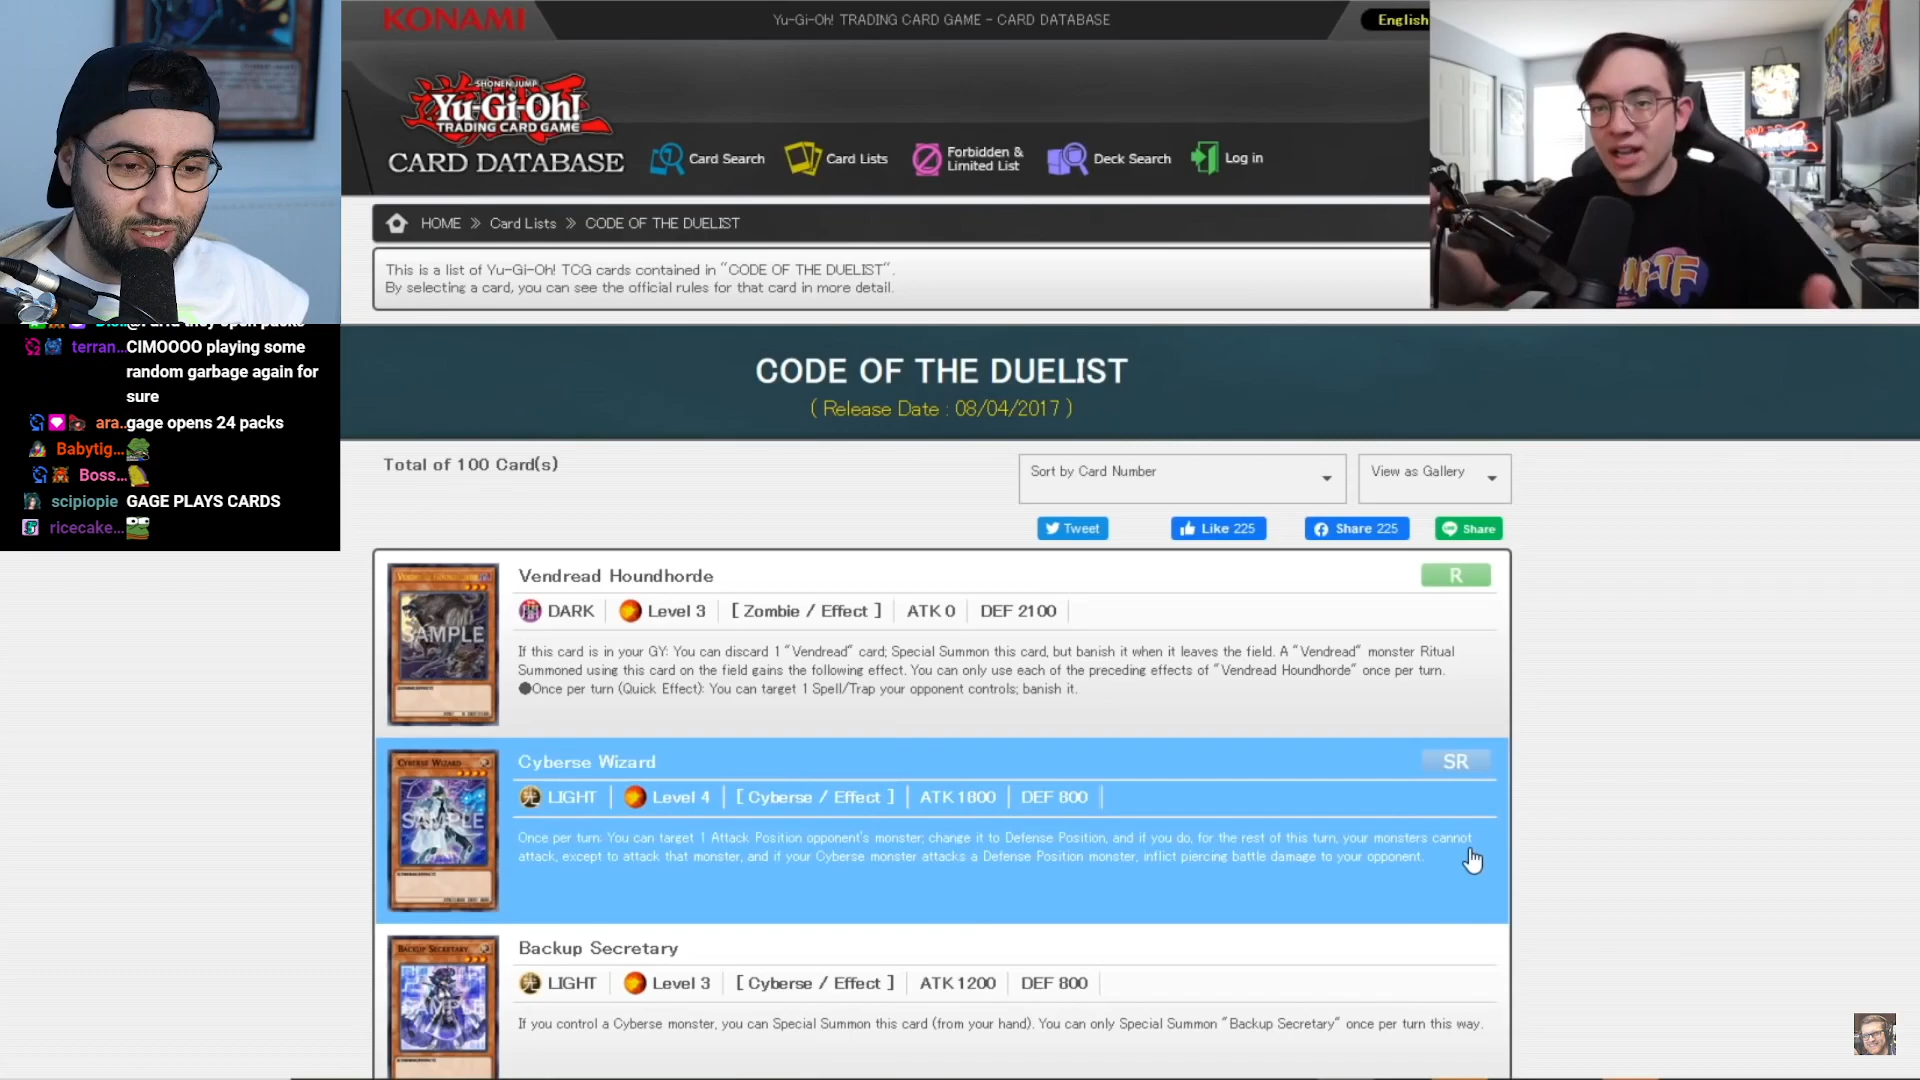 KONAMI
Yu-Gi-Oh! TRADING CARD GAME - CARD DATABASE
English
SHONEN JUMP
Yu-Gi-Oh!
TRADING CARD GAME
CARD DATABASE
Card Search
Card Lists
Forbidden &
Limited List
Deck Search
Log in
HOME » Card Lists » CODE OF THE DUELIST
This is a list of Yu-Gi-Oh! TCG cards contained in "CODE OF THE DUELIST".
By selecting a card, you can see the official rules for that card in more detail.
terran... CIMOOOO playing some
random garbage again for
sure
ara.. gage opens 24 packs
Babytig...
Boss...
scipiopie GAGE PLAYS CARDS
ricecake...
CODE OF THE DUELIST
( Release Date : 08/04/2017 )
Total of 100 Card(s)
Sort by Card Number
View as Gallery
Tweet
Like 225
Share 225
Share
Vendread Houndhorde
R
DARK Level 3 [ Zombie / Effect ] ATK 0 DEF 2100
SAMPLE
If this card is in your GY: You can discard 1 "Vendread" card; Special Summon this card, but banish it when it leaves the field. A "Vendread" monster Ritual
Summoned using this card on the field gains the following effect. You can only use each of the preceding effects of "Vendread Houndhorde" once per turn.
●Once per turn (Quick Effect): You can target 1 Spell/Trap your opponent controls; banish it.
CYBERSE WIZARD
SAMPLE
Cyberse Wizard
SR
光 LIGHT Level 4 [ Cyberse / Effect ] ATK 1800 DEF 800
Once per turn: You can target 1 Attack Position opponent's monster; change it to Defense Position, and if you do, for the rest of this turn, your monsters cannot
attack, except to attack that monster, and if your Cyberse monster attacks a Defense Position monster, inflict piercing battle damage to your opponent.
BACKUP SECRETARY
SAMPLE
Backup Secretary
光 LIGHT Level 3 [ Cyberse / Effect ] ATK 1200 DEF 800
If you control a Cyberse monster, you can Special Summon this card (from your hand). You can only Special Summon "Backup Secretary" once per turn this way.